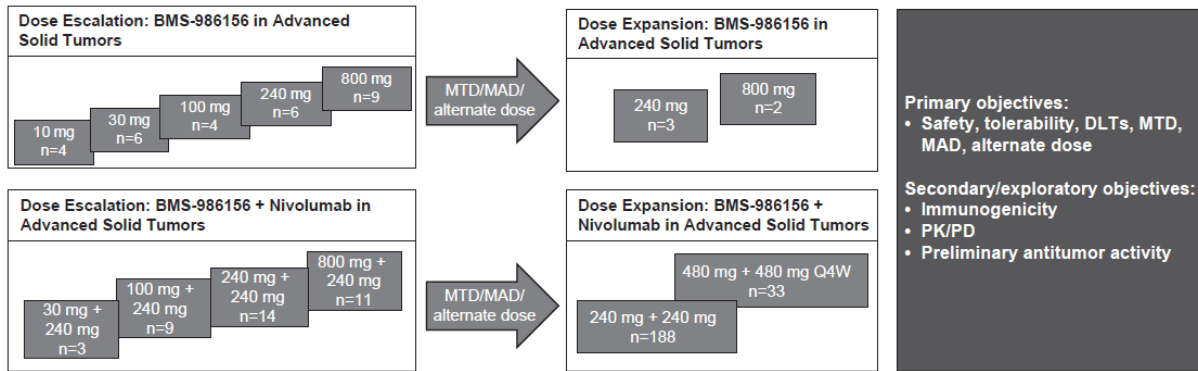 Dose Escalation: BMS-986156 in Advanced
Solid Tumors
10 mg
n=4
30 mg
n=6
100 mg
n=4
240 mg
n=6
800 mg
n=9
MTD/MAD/
alternate dose
Dose Expansion: BMS-986156 in
Advanced Solid Tumors
240 mg
n=3
800 mg
n=2
Dose Escalation: BMS-986156 + Nivolumab in
Advanced Solid Tumors
30 mg +
240 mg
n=3
100 mg +
240 mg
n=9
240 mg +
240 mg
n=14
800 mg +
240 mg
n=11
MTD/MAD/
alternate dose
Dose Expansion: BMS-986156 +
Nivolumab in Advanced Solid Tumors
480 mg + 480 mg Q4W
n=33
240 mg + 240 mg
n=188
Primary objectives:
• Safety, tolerability, DLTs, MTD,
MAD, alternate dose
Secondary/exploratory objectives:
• Immunogenicity
• PK/PD
• Preliminary antitumor activity